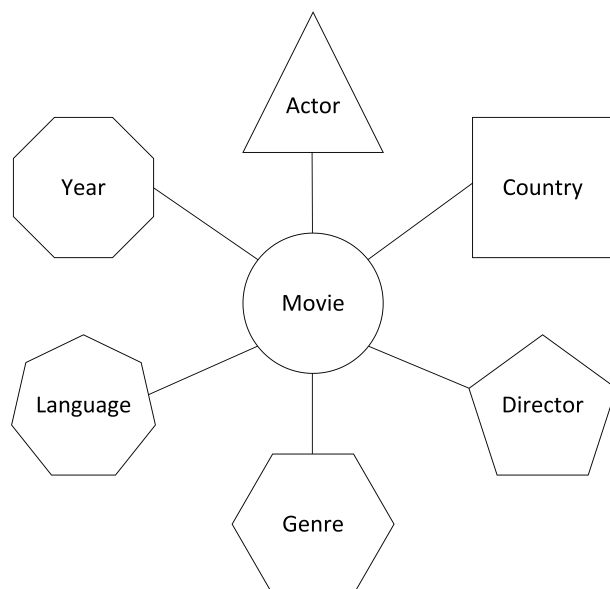 Actor
Year
Country
Movie
Language
Director
Genre